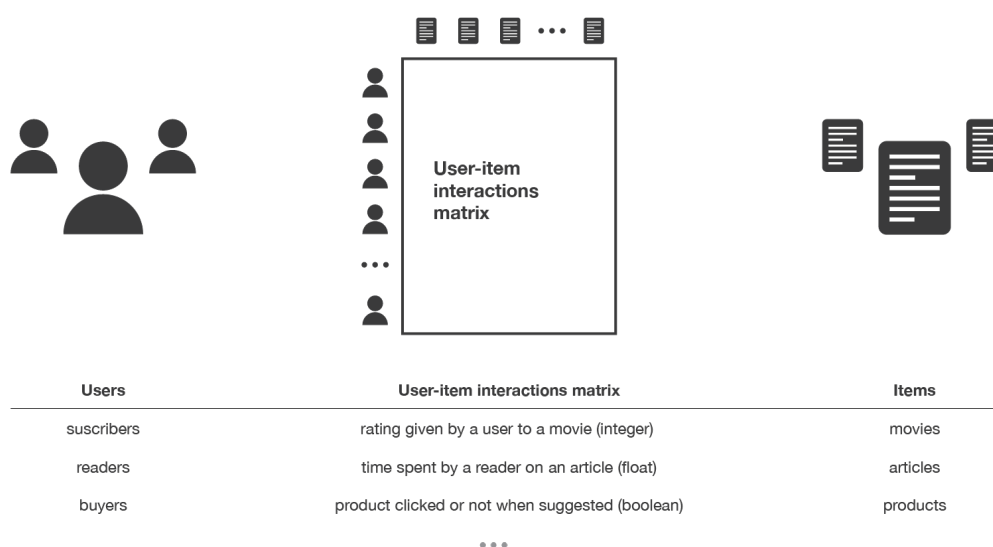 User-item
interactions
matrix
Users User-item interactions matrix Items
suscribers rating given by a user to a movie (integer) movies
readers time spent by a reader on an article (float) articles
buyers product clicked or not when suggested (boolean) products